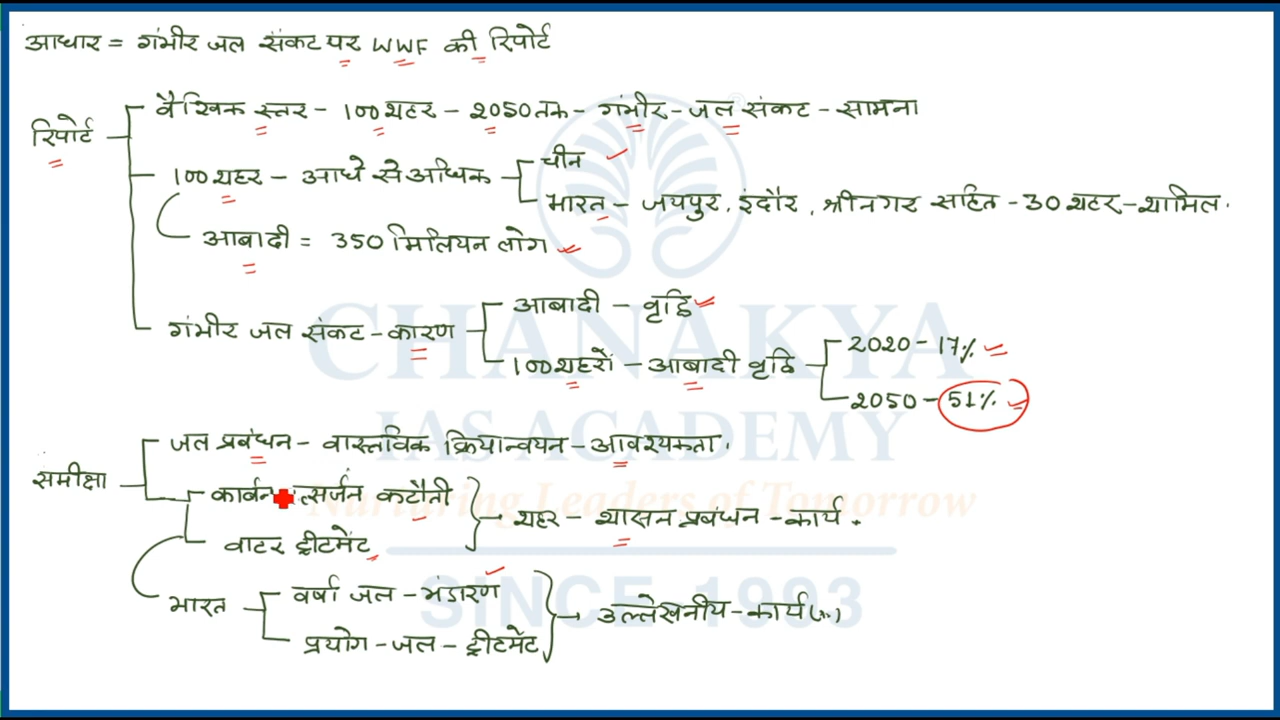 आधार = गंभीर जल संकट पर WWF की रिपोर्ट
रिपोर्ट
वैश्विक स्तर - 100 शहर - 2050 तक - गंभीर - जल संकट - सामना
100 शहर - आधे से अधिक
चीन
भारत - जयपुर, इंदौर, श्रीनगर सहित - 30 शहर - शामिल.
आबादी = 350 मिलियन लोग
गंभीर जल संकट - कारण
आबादी - वृद्धि
100 शहरों - आबादी वृद्धि
2020 - 17%
2050 - 51%
समीक्षा
जल प्रबंधन - वास्तविक क्रियान्वयन - आवश्यकता.
कार्बन त्सर्जन कटौती
वाटर ट्रीटमेंट
शहर - शासन प्रबंधन - कार्य.
भारत
वर्षा जल - भंडारण
प्रयोग - जल - ट्रीटमेंट
उल्लेखनीय - कार्य
CHANAKYA
IAS ACADEMY
Nurturing Leaders of Tomorrow
SINCE 1993